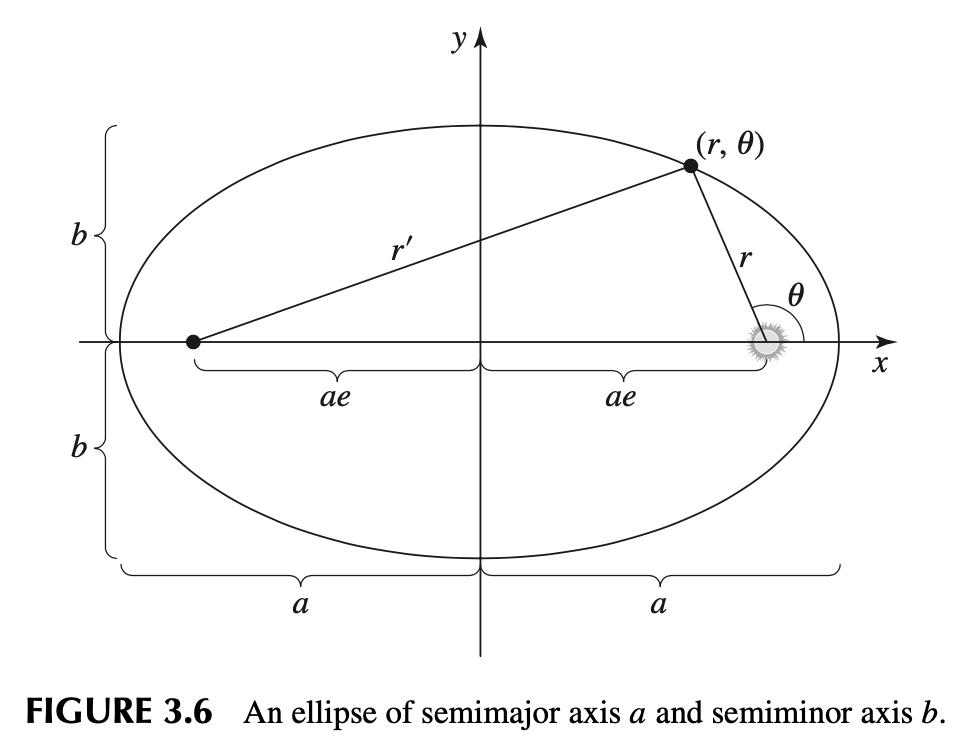 y
(r, θ)
b
r′
r
θ
x
ae
ae
b
a
a
FIGURE 3.6 An ellipse of semimajor axis a and semiminor axis b.